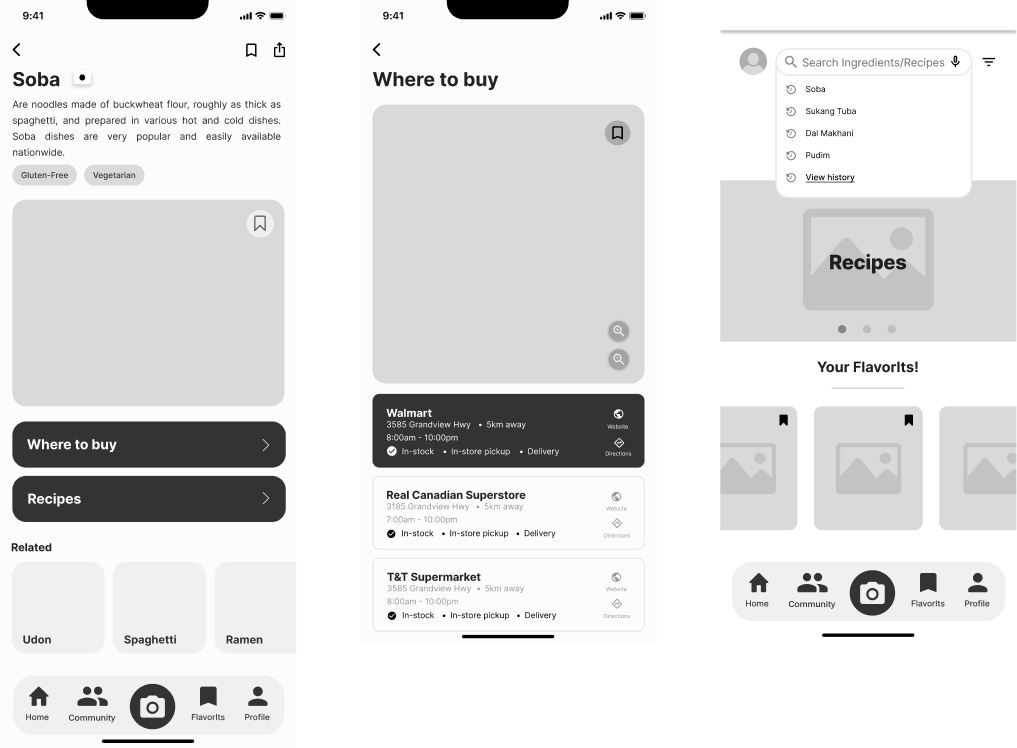 9:41
Soba
Are noodles made of buckwheat flour, roughly as thick as
spaghetti, and prepared in various hot and cold dishes.
Soba dishes are very popular and easily available
nationwide.
Gluten-Free
Vegetarian
Where to buy
Recipes
Related
Udon
Spaghetti
Ramen
Home
Community
FlavorIts
Profile
9:41
Where to buy
Walmart
3585 Grandview Hwy • 5km away
8:00am - 10:00pm
In-stock • In-store pickup • Delivery
Website
Directions
Real Canadian Superstore
3185 Grandview Hwy • 5km away
7:00am - 10:00pm
In-stock • In-store pickup • Delivery
Website
Directions
T&T Supermarket
3585 Grandview Hwy • 5km away
8:00am - 10:00pm
In-stock • In-store pickup • Delivery
Website
Directions
Search Ingredients/Recipes
Soba
Sukang Tuba
Dal Makhani
Pudim
View history
Recipes
Your FlavorIts!
Home
Community
FlavorIts
Profile